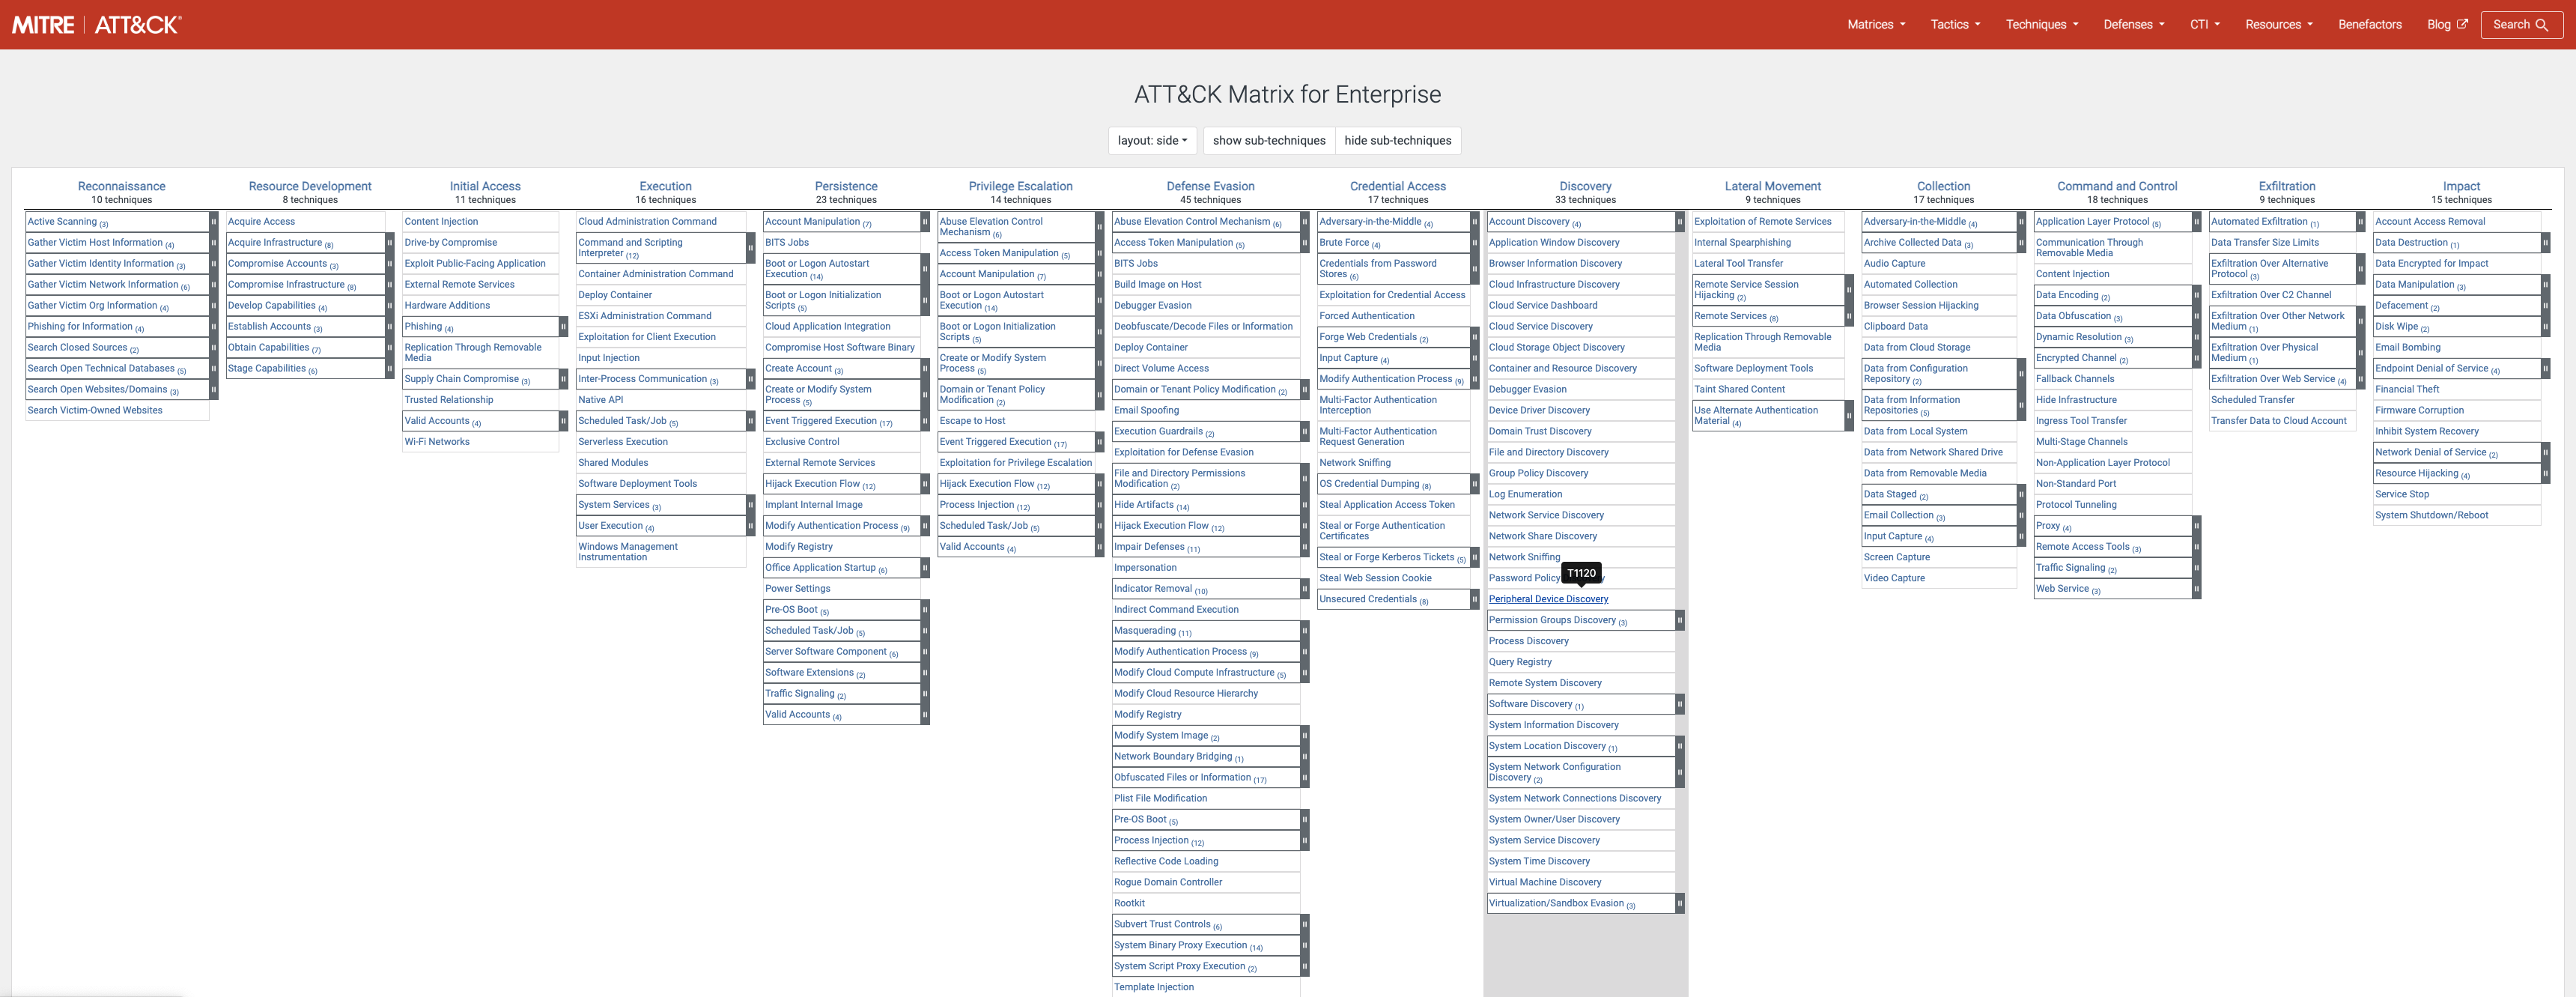 MITRE | ATT&CK®
Matrices
Tactics
Techniques
Defenses
CTI
Resources
Benefactors
Blog
Search
ATT&CK Matrix for Enterprise
layout: side
show sub-techniques
hide sub-techniques
Reconnaissance
10 techniques
Active Scanning (3)
Gather Victim Host Information (4)
Gather Victim Identity Information (3)
Gather Victim Network Information (6)
Gather Victim Org Information (4)
Phishing for Information (4)
Search Closed Sources (2)
Search Open Technical Databases (5)
Search Open Websites/Domains (3)
Search Victim-Owned Websites
Resource Development
8 techniques
Acquire Access
Acquire Infrastructure (8)
Compromise Accounts (3)
Compromise Infrastructure (8)
Develop Capabilities (4)
Establish Accounts (3)
Obtain Capabilities (7)
Stage Capabilities (6)
Initial Access
11 techniques
Content Injection
Drive-by Compromise
Exploit Public-Facing Application
External Remote Services
Hardware Additions
Phishing (4)
Replication Through Removable
Media
Supply Chain Compromise (3)
Trusted Relationship
Valid Accounts (4)
Wi-Fi Networks
Execution
16 techniques
Cloud Administration Command
Command and Scripting
Interpreter (12)
Container Administration Command
Deploy Container
ESXi Administration Command
Exploitation for Client Execution
Input Injection
Inter-Process Communication (3)
Native API
Scheduled Task/Job (5)
Serverless Execution
Shared Modules
Software Deployment Tools
System Services (3)
User Execution (4)
Windows Management
Instrumentation
Persistence
23 techniques
Account Manipulation (7)
BITS Jobs
Boot or Logon Autostart
Execution (14)
Boot or Logon Initialization
Scripts (5)
Cloud Application Integration
Compromise Host Software Binary
Create Account (3)
Create or Modify System
Process (5)
Event Triggered Execution (17)
Exclusive Control
External Remote Services
Hijack Execution Flow (12)
Implant Internal Image
Modify Authentication Process (9)
Modify Registry
Office Application Startup (6)
Power Settings
Pre-OS Boot (5)
Scheduled Task/Job (5)
Server Software Component (6)
Software Extensions (2)
Traffic Signaling (2)
Valid Accounts (4)
Privilege Escalation
14 techniques
Abuse Elevation Control
Mechanism (6)
Access Token Manipulation (5)
Account Manipulation (7)
Boot or Logon Autostart
Execution (14)
Boot or Logon Initialization
Scripts (5)
Create or Modify System
Process (5)
Domain or Tenant Policy
Modification (2)
Escape to Host
Event Triggered Execution (17)
Exploitation for Privilege Escalation
Hijack Execution Flow (12)
Process Injection (12)
Scheduled Task/Job (5)
Valid Accounts (4)
Defense Evasion
45 techniques
Abuse Elevation Control Mechanism (6)
Access Token Manipulation (5)
BITS Jobs
Build Image on Host
Debugger Evasion
Deobfuscate/Decode Files or Information
Deploy Container
Direct Volume Access
Domain or Tenant Policy Modification (2)
Email Spoofing
Execution Guardrails (2)
Exploitation for Defense Evasion
File and Directory Permissions
Modification (2)
Hide Artifacts (14)
Hijack Execution Flow (12)
Impair Defenses (11)
Impersonation
Indicator Removal (10)
Indirect Command Execution
Masquerading (11)
Modify Authentication Process (9)
Modify Cloud Compute Infrastructure (5)
Modify Cloud Resource Hierarchy
Modify Registry
Modify System Image (2)
Network Boundary Bridging (1)
Obfuscated Files or Information (17)
Plist File Modification
Pre-OS Boot (5)
Process Injection (12)
Reflective Code Loading
Rogue Domain Controller
Rootkit
Subvert Trust Controls (6)
System Binary Proxy Execution (14)
System Script Proxy Execution (2)
Template Injection
Credential Access
17 techniques
Adversary-in-the-Middle (4)
Brute Force (4)
Credentials from Password
Stores (6)
Exploitation for Credential Access
Forced Authentication
Forge Web Credentials (2)
Input Capture (4)
Modify Authentication Process (9)
Multi-Factor Authentication
Interception
Multi-Factor Authentication
Request Generation
Network Sniffing
OS Credential Dumping (8)
Steal Application Access Token
Steal or Forge Authentication
Certificates
Steal or Forge Kerberos Tickets (5)
Steal Web Session Cookie
Unsecured Credentials (8)
Discovery
33 techniques
Account Discovery (4)
Application Window Discovery
Browser Information Discovery
Cloud Infrastructure Discovery
Cloud Service Dashboard
Cloud Service Discovery
Cloud Storage Object Discovery
Container and Resource Discovery
Debugger Evasion
Device Driver Discovery
Domain Trust Discovery
File and Directory Discovery
Group Policy Discovery
Log Enumeration
Network Service Discovery
Network Share Discovery
Network Sniffing
T1120
Password Policy
Peripheral Device Discovery
Permission Groups Discovery (3)
Process Discovery
Query Registry
Remote System Discovery
Software Discovery (1)
System Information Discovery
System Location Discovery (1)
System Network Configuration
Discovery (2)
System Network Connections Discovery
System Owner/User Discovery
System Service Discovery
System Time Discovery
Virtual Machine Discovery
Virtualization/Sandbox Evasion (3)
Lateral Movement
9 techniques
Exploitation of Remote Services
Internal Spearphishing
Lateral Tool Transfer
Remote Service Session
Hijacking (2)
Remote Services (8)
Replication Through Removable
Media
Software Deployment Tools
Taint Shared Content
Use Alternate Authentication
Material (4)
Collection
17 techniques
Adversary-in-the-Middle (4)
Archive Collected Data (3)
Audio Capture
Automated Collection
Browser Session Hijacking
Clipboard Data
Data from Cloud Storage
Data from Configuration
Repository (2)
Data from Information
Repositories (5)
Data from Local System
Data from Network Shared Drive
Data from Removable Media
Data Staged (2)
Email Collection (3)
Input Capture (4)
Screen Capture
Video Capture
Command and Control
18 techniques
Application Layer Protocol (5)
Communication Through
Removable Media
Content Injection
Data Encoding (2)
Data Obfuscation (3)
Dynamic Resolution (3)
Encrypted Channel (2)
Fallback Channels
Hide Infrastructure
Ingress Tool Transfer
Multi-Stage Channels
Non-Application Layer Protocol
Non-Standard Port
Protocol Tunneling
Proxy (4)
Remote Access Tools (3)
Traffic Signaling (2)
Web Service (3)
Exfiltration
9 techniques
Automated Exfiltration (1)
Data Transfer Size Limits
Exfiltration Over Alternative
Protocol (3)
Exfiltration Over C2 Channel
Exfiltration Over Other Network
Medium (1)
Exfiltration Over Physical
Medium (1)
Exfiltration Over Web Service (4)
Scheduled Transfer
Transfer Data to Cloud Account
Impact
15 techniques
Account Access Removal
Data Destruction (1)
Data Encrypted for Impact
Data Manipulation (3)
Defacement (2)
Disk Wipe (2)
Email Bombing
Endpoint Denial of Service (4)
Financial Theft
Firmware Corruption
Inhibit System Recovery
Network Denial of Service (2)
Resource Hijacking (4)
Service Stop
System Shutdown/Reboot